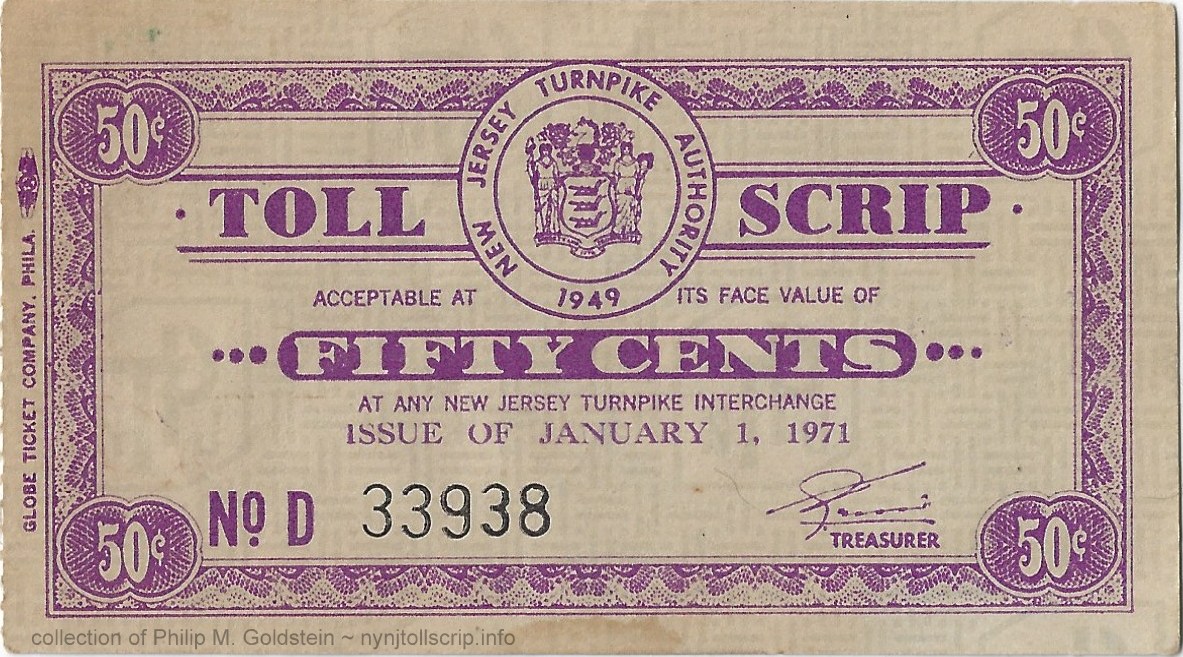 50¢ 50¢
NEW JERSEY TURNPIKE AUTHORITY
1949
· TOLL SCRIP ·
ACCEPTABLE AT ITS FACE VALUE OF
•••FIFTY CENTS•••
AT ANY NEW JERSEY TURNPIKE INTERCHANGE
ISSUE OF JANUARY 1, 1971
Nº D 33938
TREASURER
50¢ 50¢
GLOBE TICKET COMPANY, PHILA.
collection of Philip M. Goldstein ~ nynjtollscrip.info